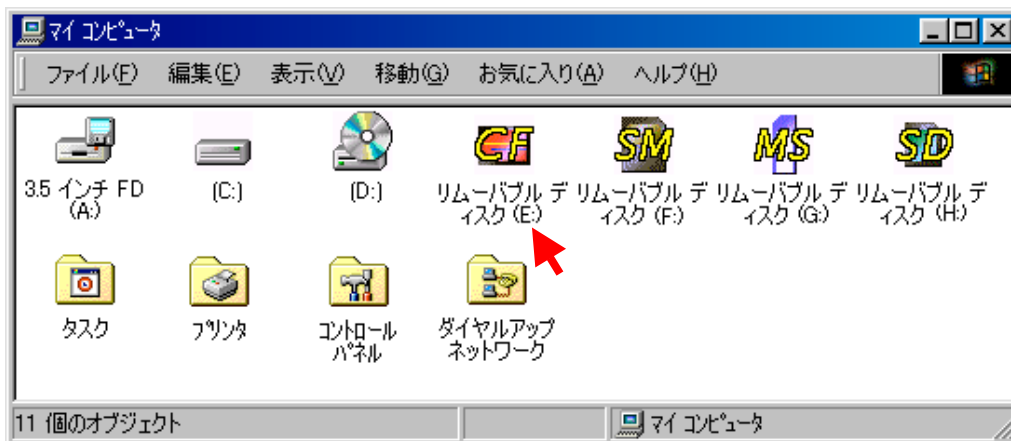 マイ コンピュータ
ファイル(F) 編集(E) 表示(V) 移動(G) お気に入り(A) ヘルプ(H)
CF SM MS SD
3.5 インチ FD (C:) (D:) リムーバブル デ リムーバブル デ リムーバブル デ リムーバブル デ
(A:) ィスク (E:) ィスク (F:) ィスク (G:) ィスク (H:)
タスク プリンタ コントロール ダイヤルアップ
パネル ネットワーク
11 個のオブジェクト マイ コンピュータ